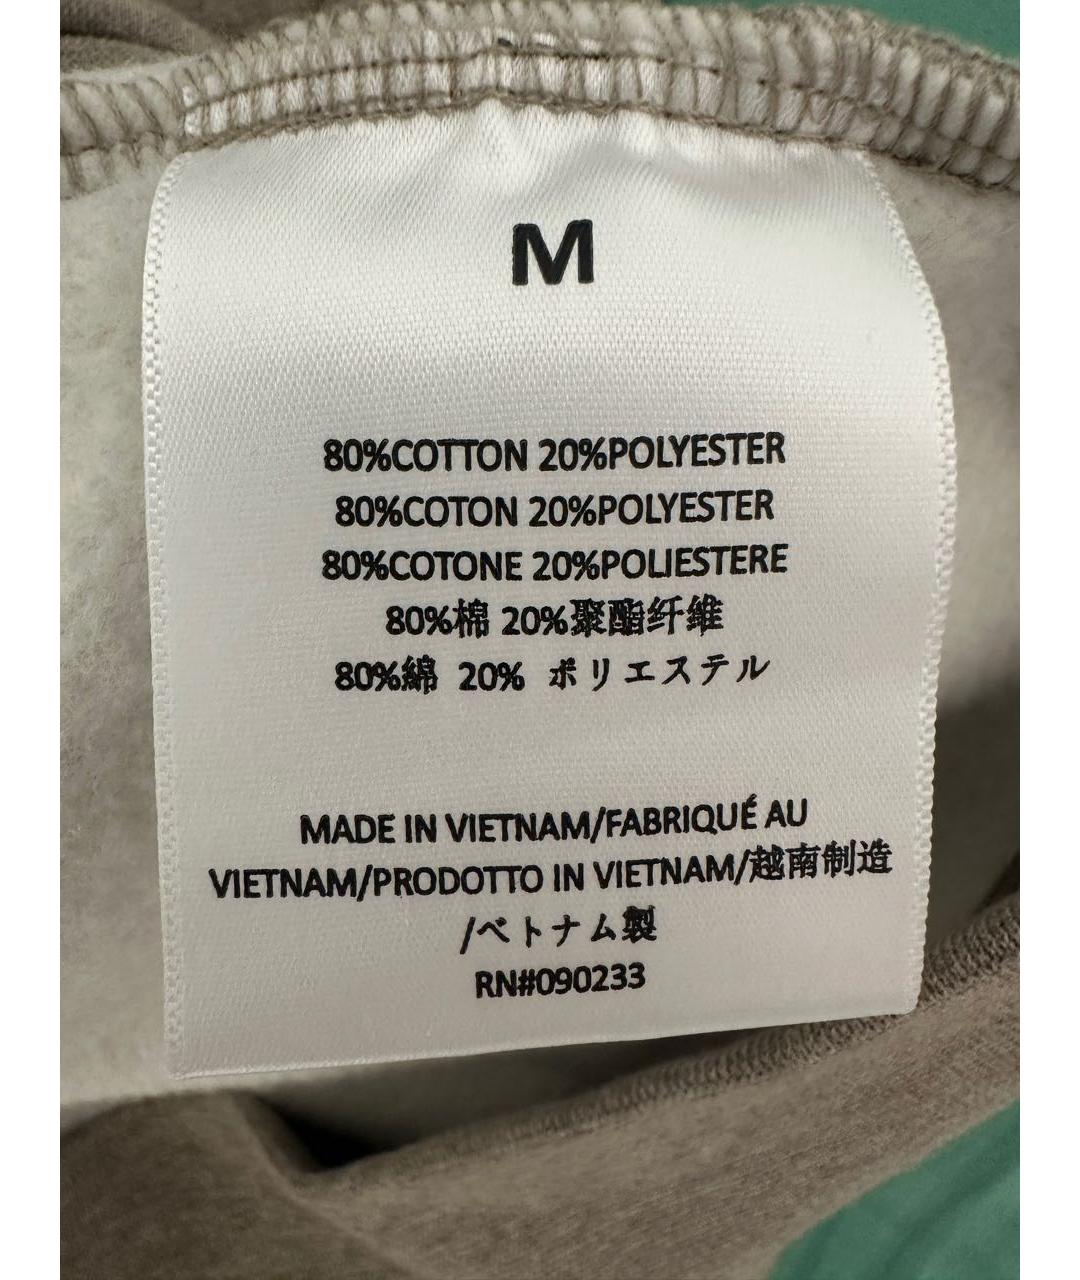 M
80%COTTON 20%POLYESTER
80%COTON 20%POLYESTER
80%COTONE 20%POLIESTERE
80%棉 20%聚酯纤维
80%綿 20% ポリエステル
MADE IN VIETNAM/FABRIQUÉ AU
VIETNAM/PRODOTTO IN VIETNAM/越南制造
/ベトナム製
RN#090233